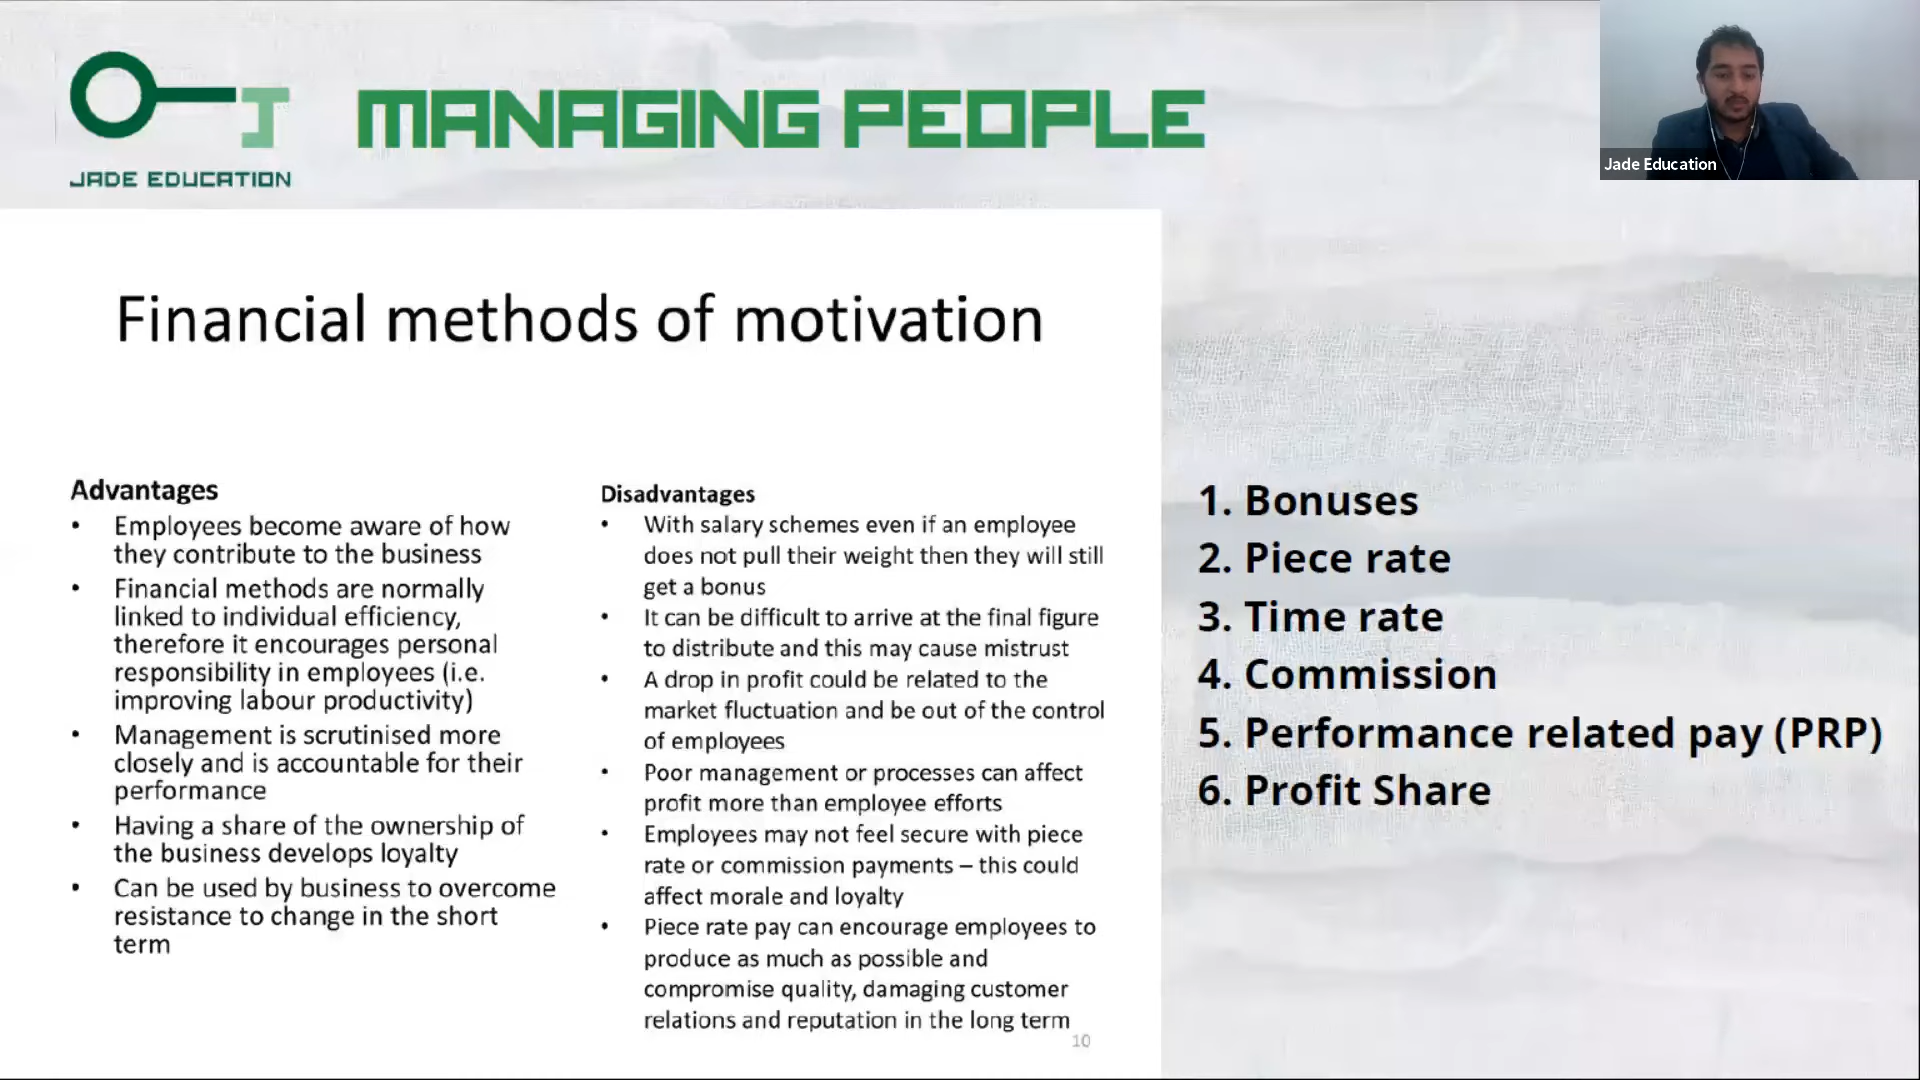 J
JADE EDUCATION
MANAGING PEOPLE
Jade Education
Financial methods of motivation
Advantages
• Employees become aware of how
they contribute to the business
• Financial methods are normally
linked to individual efficiency,
therefore it encourages personal
responsibility in employees (i.e.
improving labour productivity)
• Management is scrutinised more
closely and is accountable for their
performance
• Having a share of the ownership of
the business develops loyalty
• Can be used by business to overcome
resistance to change in the short
term
Disadvantages
• With salary schemes even if an employee
does not pull their weight then they will still
get a bonus
• It can be difficult to arrive at the final figure
to distribute and this may cause mistrust
• A drop in profit could be related to the
market fluctuation and be out of the control
of employees
• Poor management or processes can affect
profit more than employee efforts
• Employees may not feel secure with piece
rate or commission payments – this could
affect morale and loyalty
• Piece rate pay can encourage employees to
produce as much as possible and
compromise quality, damaging customer
relations and reputation in the long term
10
1. Bonuses
2. Piece rate
3. Time rate
4. Commission
5. Performance related pay (PRP)
6. Profit Share